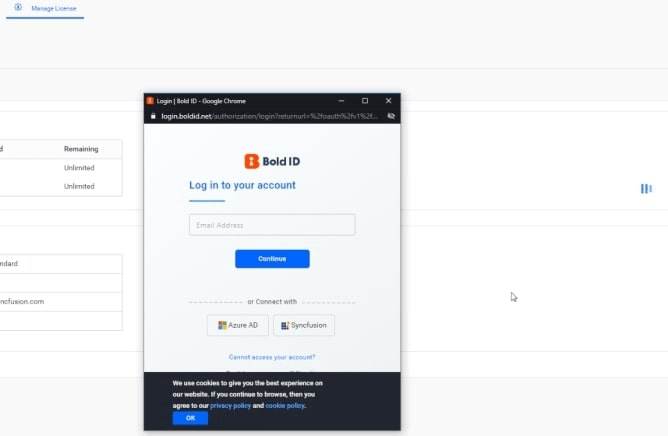 Manage License
Login | Bold ID - Google Chrome
login.boldid.net/authorization/login?returnurl=%2foauth%2fv1%2f...
d Remaining
Unlimited
Unlimited
ndard
ncfusion.com
Bold ID
Log in to your account
Email Address
Continue
or Connect with
Azure AD Syncfusion
Cannot access your account?
We use cookies to give you the best experience on
our website. If you continue to browse, then you
agree to our privacy policy and cookie policy.
OK